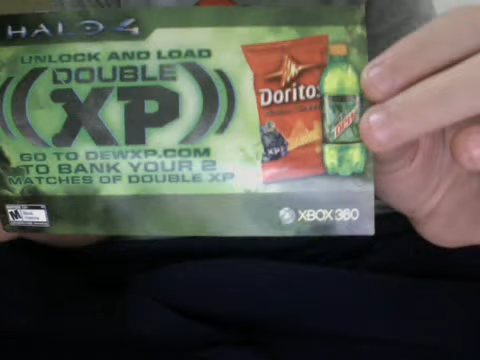 HALO 4
UNLOCK AND LOAD
DOUBLE
XP
GO TO DEWXP.COM
TO BANK YOUR 2
MATCHES OF DOUBLE XP
Doritos
XP
M
XBOX 360